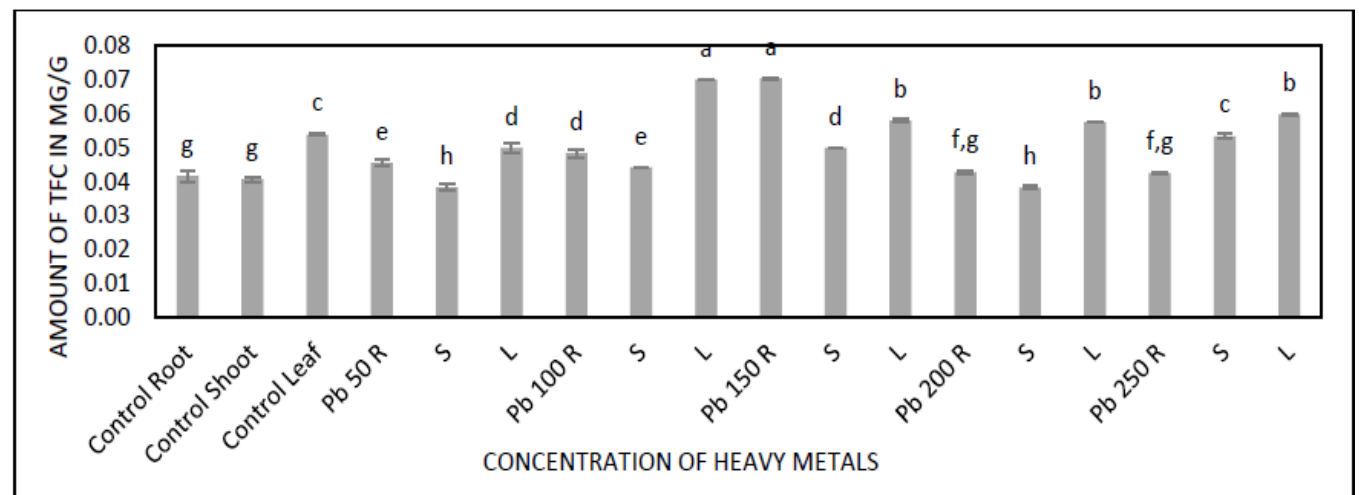 AMOUNT OF TFC IN MG/G
0.08
0.07
0.06
0.05
0.04
0.03
0.02
0.01
0.00
g
g
c
e
h
d
d
e
a
a
d
b
f,g
h
b
f,g
c
b
Control Root
Control Shoot
Control Leaf
Pb 50 R
S
L
Pb 100 R
S
L
Pb 150 R
S
L
Pb 200 R
S
L
Pb 250 R
S
L
CONCENTRATION OF HEAVY METALS